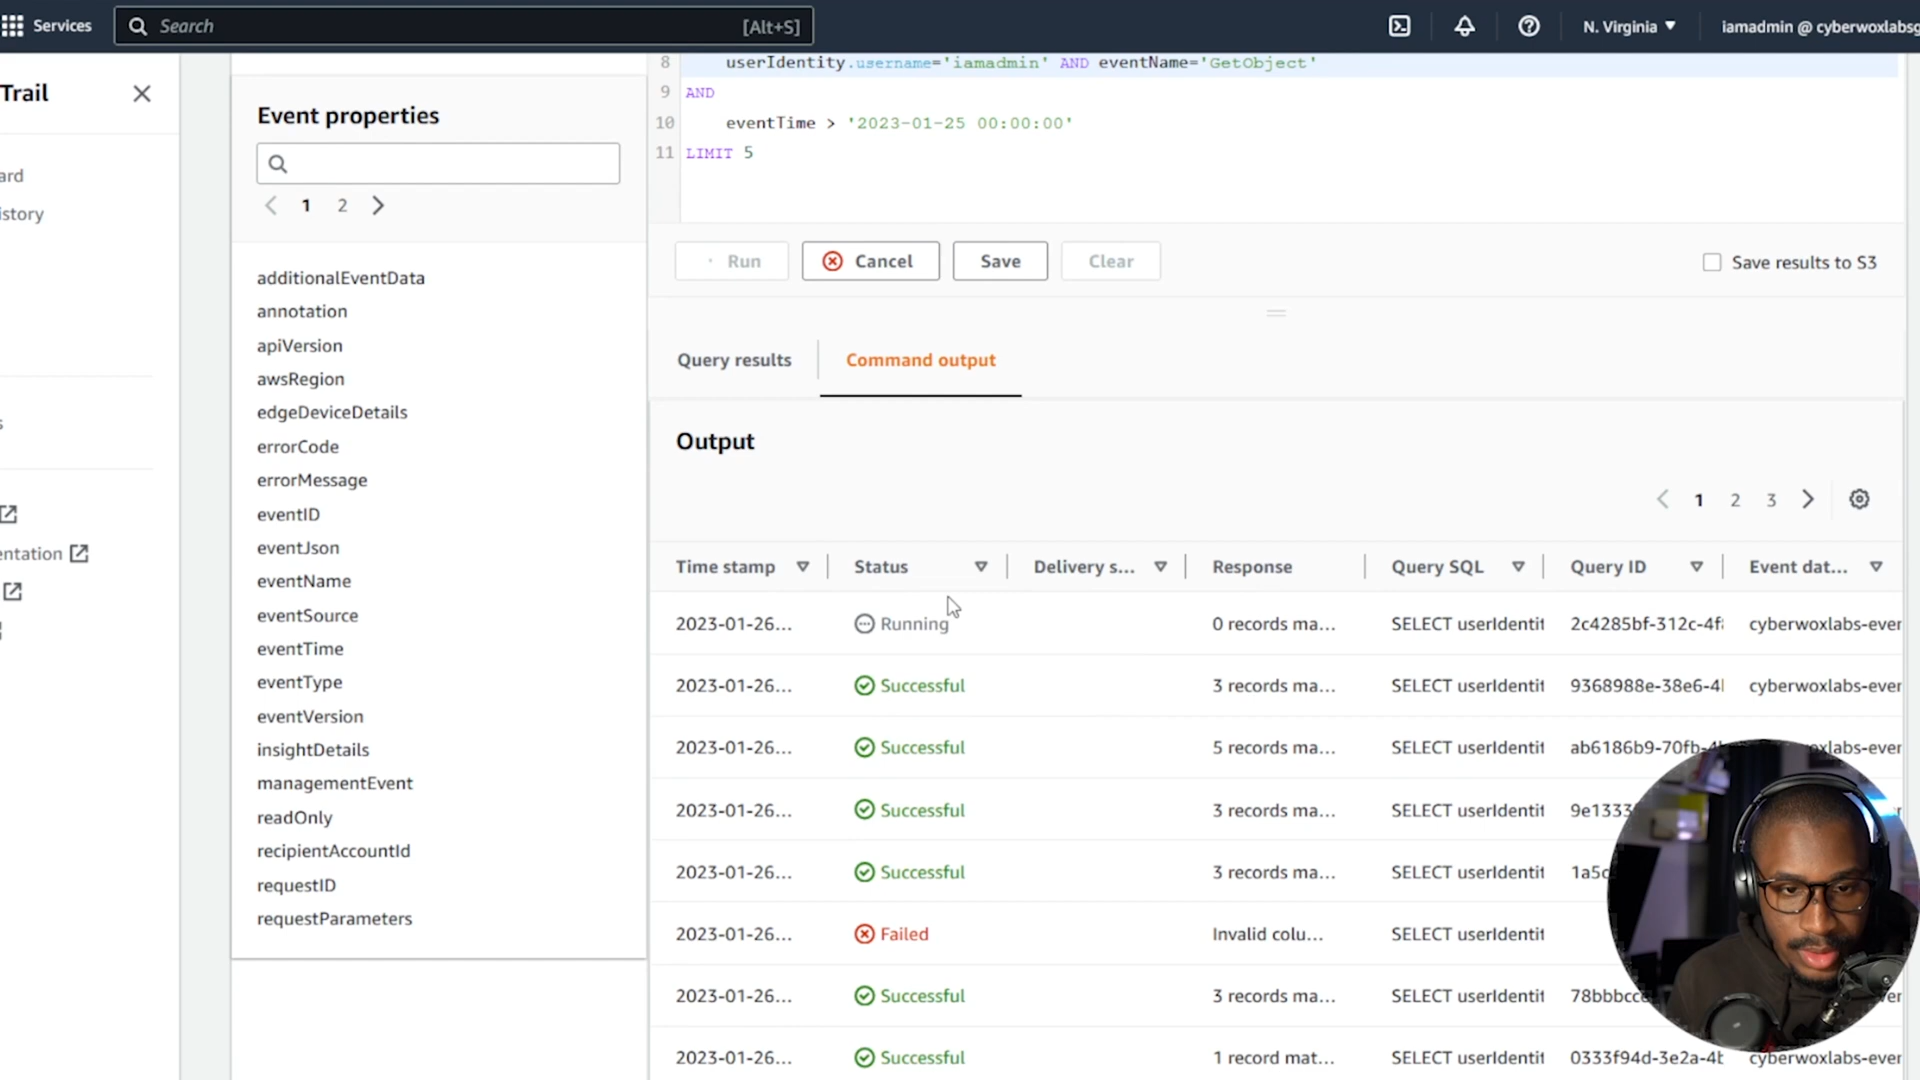 Services
Search
[Alt+S]
N. Virginia
iamadmin @ cyberwoxlabs
Trail
ard
istory
s
entation
Event properties
1
2
additionalEventData
annotation
apiVersion
awsRegion
edgeDeviceDetails
errorCode
errorMessage
eventID
eventJson
eventName
eventSource
eventTime
eventType
eventVersion
insightDetails
managementEvent
readOnly
recipientAccountId
requestID
requestParameters
8 userIdentity.username='iamadmin' AND eventName='GetObject'
9 AND
10 eventTime > '2023-01-25 00:00:00'
11 LIMIT 5
Run
Cancel
Save
Clear
Save results to S3
Query results
Command output
Output
1 2 3
Time stamp Status Delivery s... Response Query SQL Query ID Event dat...
2023-01-26... Running 0 records ma... SELECT userIdentit 2c4285bf-312c-4f cyberwoxlabs-ever
2023-01-26... Successful 3 records ma... SELECT userIdentit 9368988e-38e6-4 cyberwoxlabs-ever
2023-01-26... Successful 5 records ma... SELECT userIdentit ab6186b9-70fb-4 oxlabs-ever
2023-01-26... Successful 3 records ma... SELECT userIdentit 9e1333
2023-01-26... Successful 3 records ma... SELECT userIdentit 1a5c
2023-01-26... Failed Invalid colu... SELECT userIdentit
2023-01-26... Successful 3 records ma... SELECT userIdentit 78bbbcc
2023-01-26... Successful 1 record mat... SELECT userIdentit 0333f94d-3e2a-4b cyberwoxlabs-ever